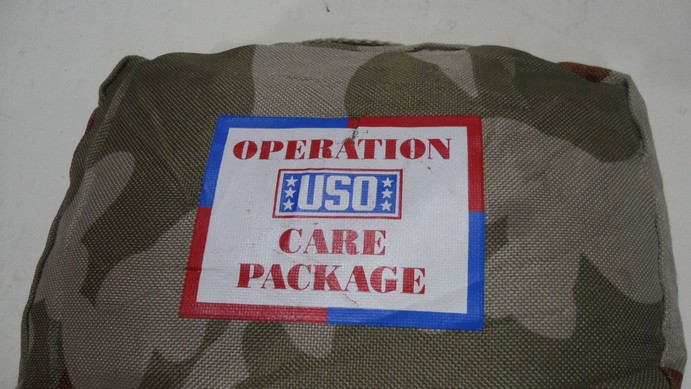 OPERATION
USO
CARE
PACKAGE